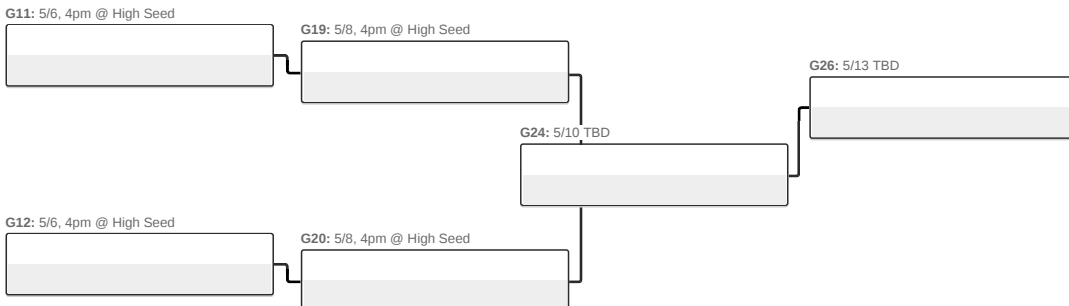 G11: 5/6, 4pm @ High Seed
G19: 5/8, 4pm @ High Seed
G26: 5/13 TBD
G24: 5/10 TBD
G12: 5/6, 4pm @ High Seed
G20: 5/8, 4pm @ High Seed